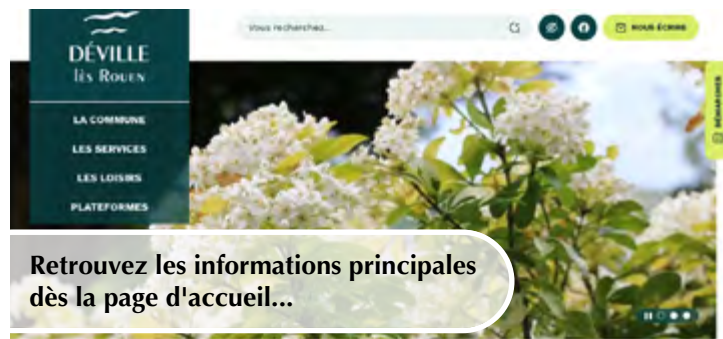 DÉVILLE
lès Rouen
Vous recherchez...
NOUS ÉCRIRE
LA COMMUNE
LES SERVICES
LES LOISIRS
PLATEFORMES
DÉMARCHES
Retrouvez les informations principales
dès la page d'accueil...